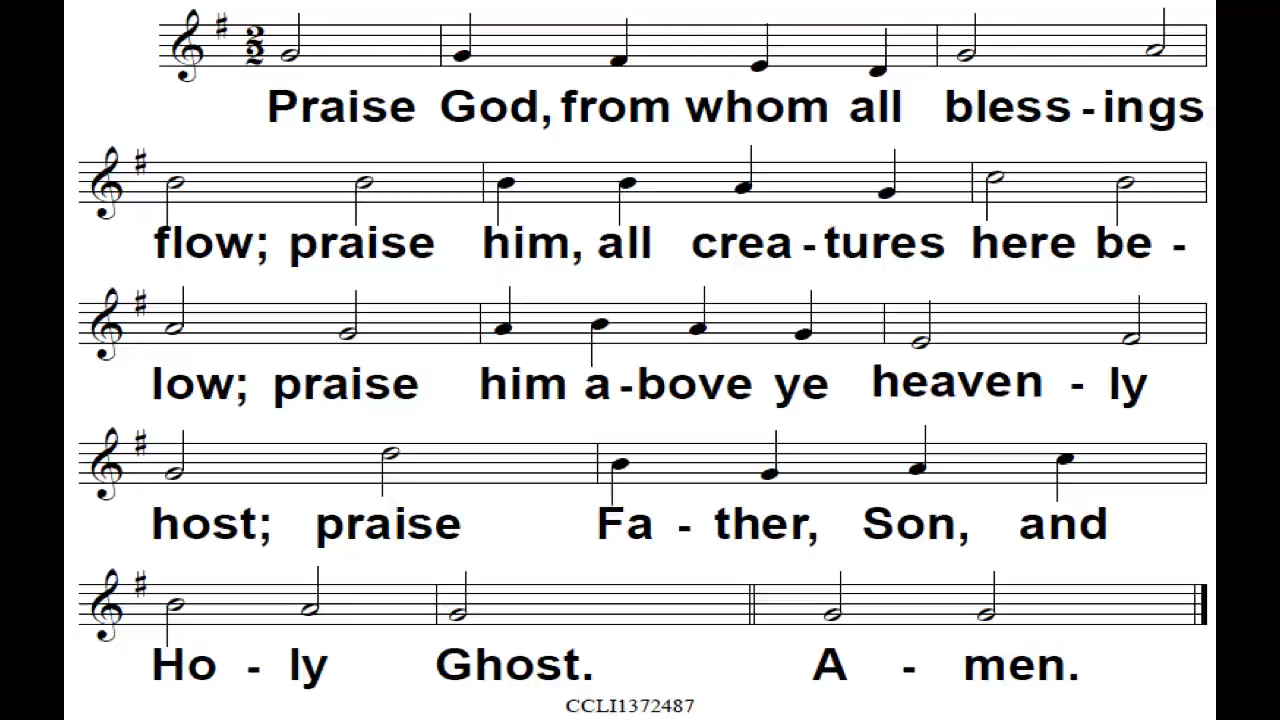 Praise God, from whom all bless - ings
flow; praise him, all crea - tures here be -
low; praise him a - bove ye heaven - ly
host; praise Fa - ther, Son, and
Ho - ly Ghost. A - men.
CCLI1372487